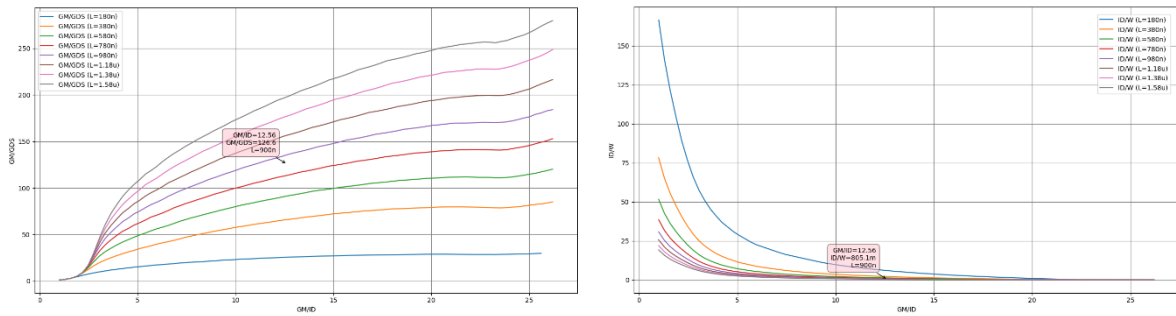 GM/GDS (L=180n)
GM/GDS (L=380n)
GM/GDS (L=580n)
GM/GDS (L=780n)
GM/GDS (L=980n)
GM/GDS (L=1.18u)
GM/GDS (L=1.38u)
GM/GDS (L=1.58u)
250
200
150
100
50
0
GM/GDS
GM/ID=12.56
GM/GDS=126.6
L=900n
0 5 10 15 20 25
GM/ID
ID/W (L=180n)
ID/W (L=380n)
ID/W (L=580n)
ID/W (L=780n)
ID/W (L=980n)
ID/W (L=1.18u)
ID/W (L=1.38u)
ID/W (L=1.58u)
150
125
100
75
50
25
0
ID/W
GM/ID=12.56
ID/W=805.1m
L=900n
0 5 10 15 20 25
GM/ID